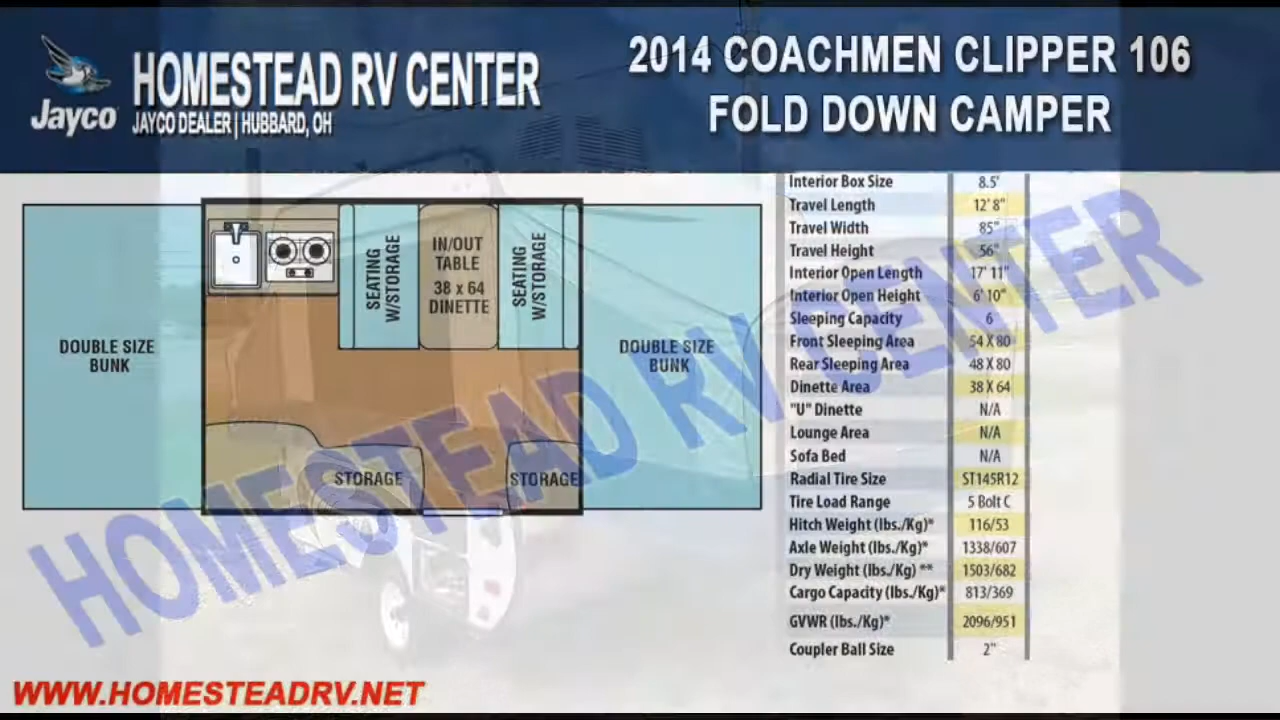 Jayco
HOMESTEAD RV CENTER
JAYCO DEALER | HUBBARD, OH
2014 COACHMEN CLIPPER 106
FOLD DOWN CAMPER
DOUBLE SIZE
BUNK
SEATING
W/STORAGE
IN/OUT
TABLE
38 x 64
DINETTE
SEATING
W/STORAGE
DOUBLE SIZE
BUNK
STORAGE
STORAGE
Interior Box Size 8.5'
Travel Length 12' 8"
Travel Width 85"
Travel Height 56"
Interior Open Length 17' 11"
Interior Open Height 6' 10"
Sleeping Capacity 6
Front Sleeping Area 54 X 80
Rear Sleeping Area 48 X 80
Dinette Area 38 X 64
"U" Dinette N/A
Lounge Area N/A
Sofa Bed N/A
Radial Tire Size ST145R12
Tire Load Range 5 Bolt C
Hitch Weight (lbs./Kg)* 116/53
Axle Weight (lbs./Kg)* 1338/607
Dry Weight (lbs./Kg) ** 1503/682
Cargo Capacity (lbs./Kg)* 813/369
GVWR (lbs./Kg)* 2096/951
Coupler Ball Size 2"
HOMESTEAD RV CENTER
WWW.HOMESTEADRV.NET